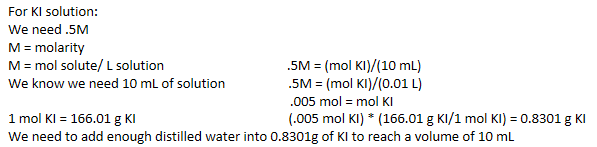 For KI solution:
We need .5M
M = molarity
M = mol solute/ L solution .5M = (mol KI)/(10 mL)
We know we need 10 mL of solution .5M = (mol KI)/(0.01 L)
.005 mol = mol KI
1 mol KI = 166.01 g KI (.005 mol KI) * (166.01 g KI/1 mol KI) = 0.8301 g KI
We need to add enough distilled water into 0.8301g of KI to reach a volume of 10 mL